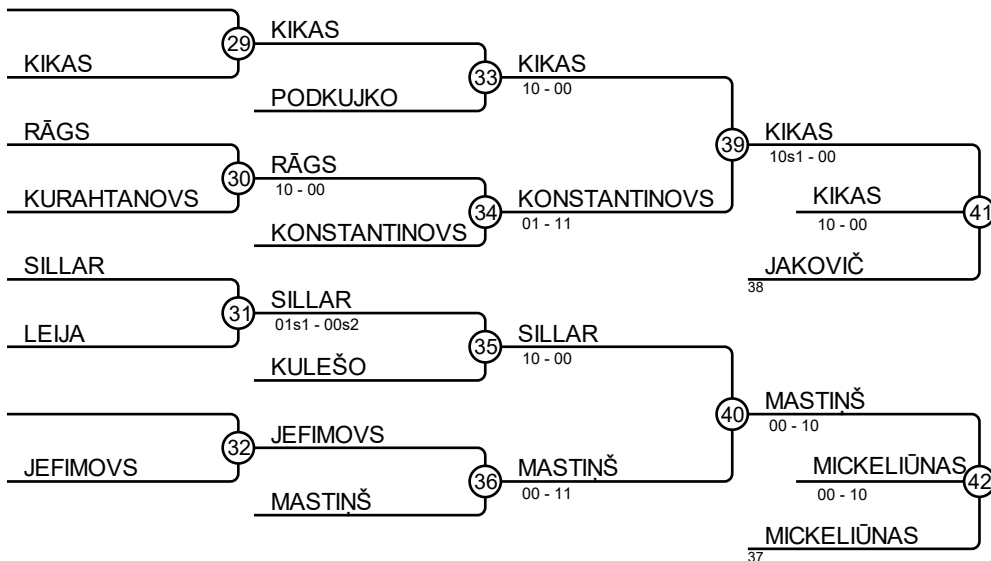 29
KIKAS
KIKAS
33
KIKAS
10 - 00
PODKUJKO
RĀGS
39
KIKAS
10s1 - 00
30
RĀGS
10 - 00
KURAHTANOVS
34
KONSTANTINOVS
01 - 11
KIKAS
10 - 00
41
KONSTANTINOVS
SILLAR
JAKOVIČ
38
31
SILLAR
01s1 - 00s2
LEIJA
35
SILLAR
10 - 00
KULEŠO
40
MASTIŅŠ
00 - 10
32
JEFIMOVS
JEFIMOVS
36
MASTIŅŠ
00 - 11
MICKELIŪNAS
00 - 10
42
MASTIŅŠ
MICKELIŪNAS
37